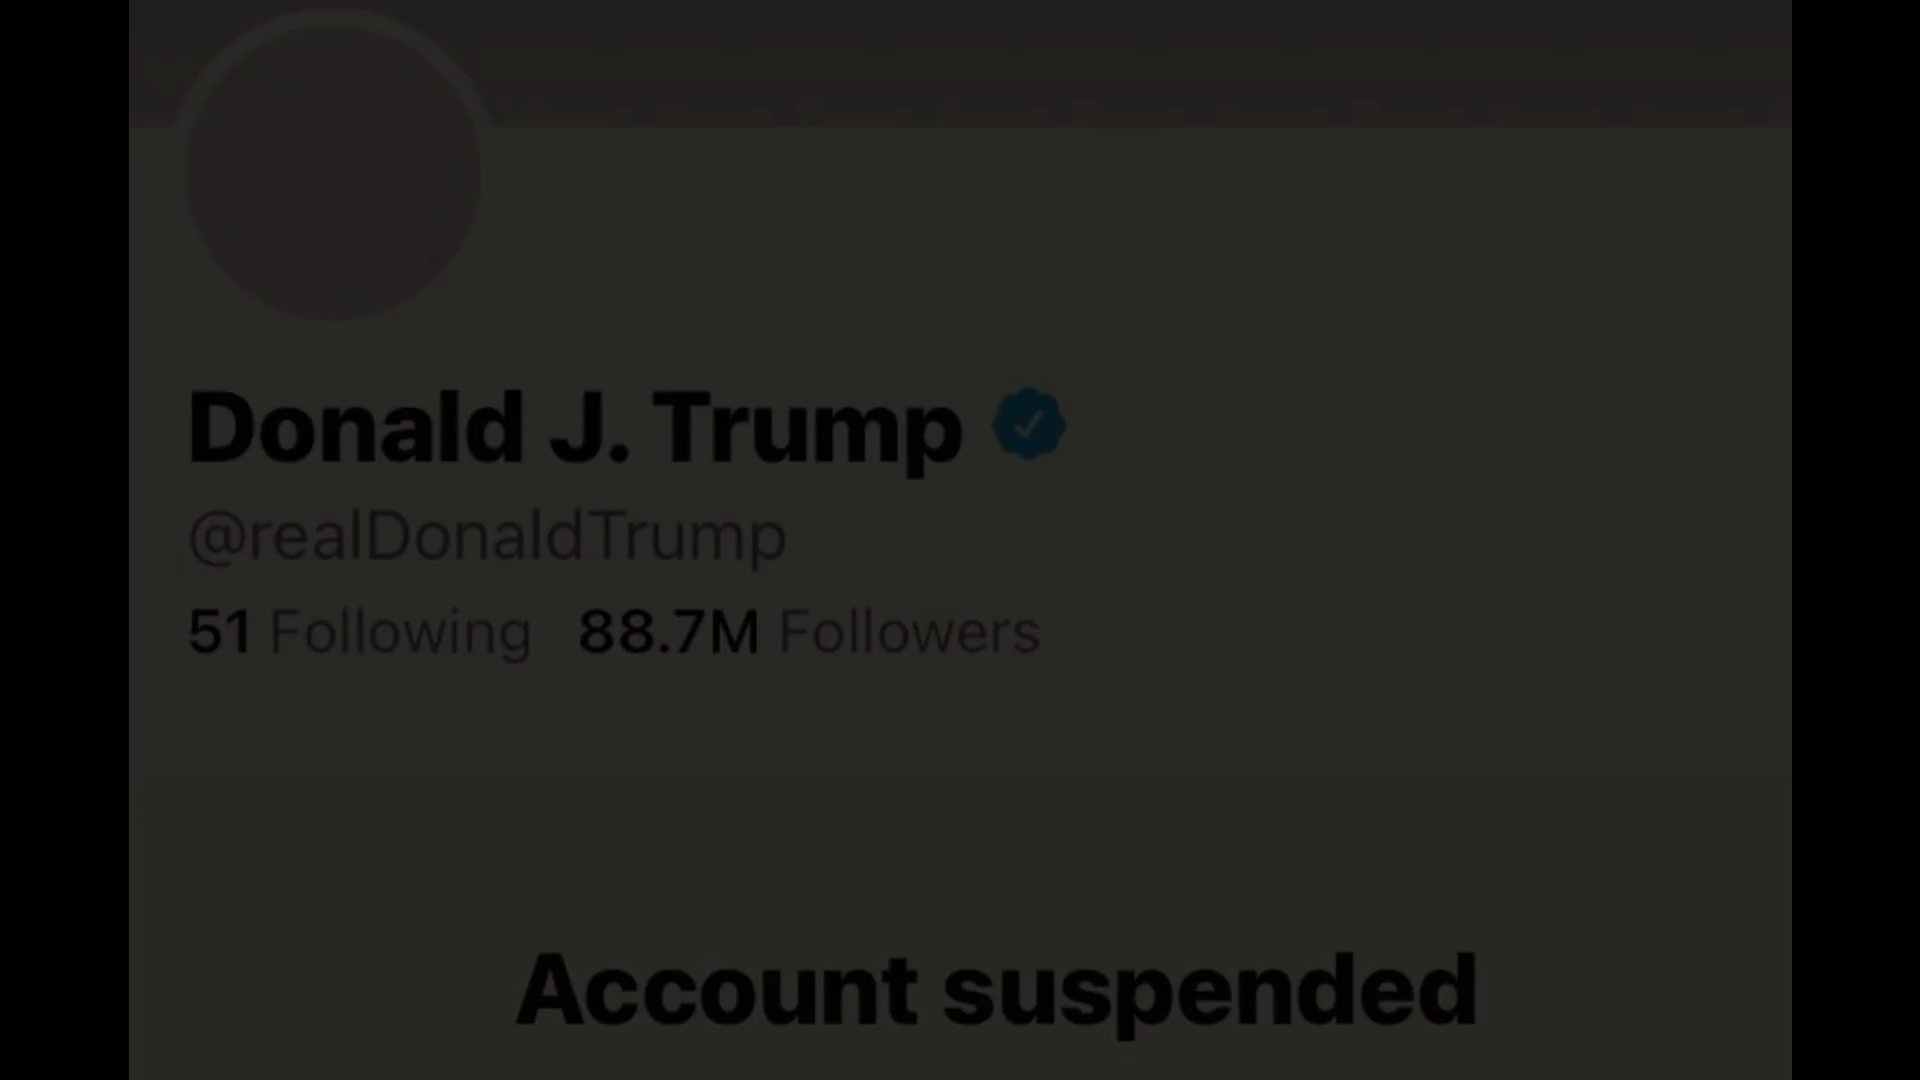 Donald J. Trump
@realDonaldTrump
51 Following 88.7M Followers
Account suspended